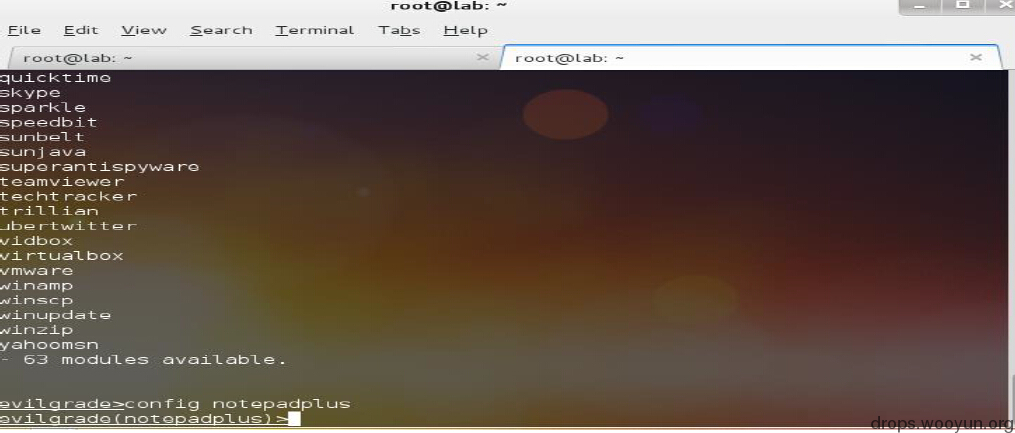 root@lab: ~
File Edit View Search Terminal Tabs Help
root@lab: ~ × root@lab: ~ ×
quicktime
skype
sparkle
speedbit
sunbelt
sunjava
superantispyware
teamviewer
techtracker
trillian
ubertwitter
vidbox
virtualbox
vmware
winamp
winscp
winupdate
winzip
yahoomsn
- 63 modules available.
evilgrade>config notepadplus
evilgrade(notepadplus)>
drops.wooyun.org